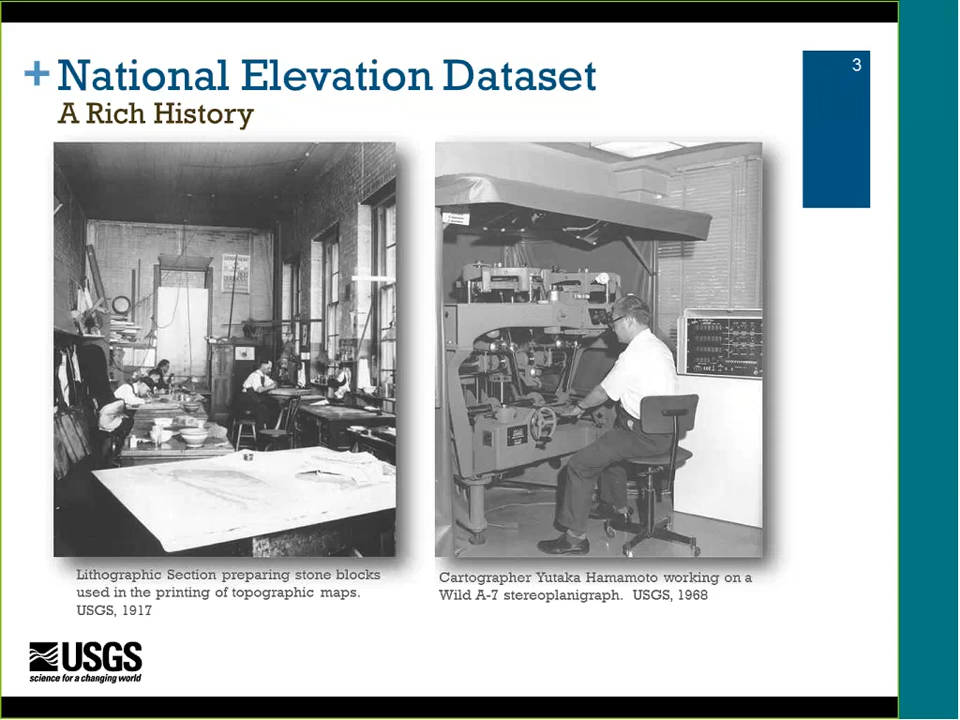 3
+ National Elevation Dataset
A Rich History
Lithographic Section preparing stone blocks
used in the printing of topographic maps.
USGS, 1917
Cartographer Yutaka Hamamoto working on a
Wild A-7 stereoplanigraph. USGS, 1968
USGS
science for a changing world